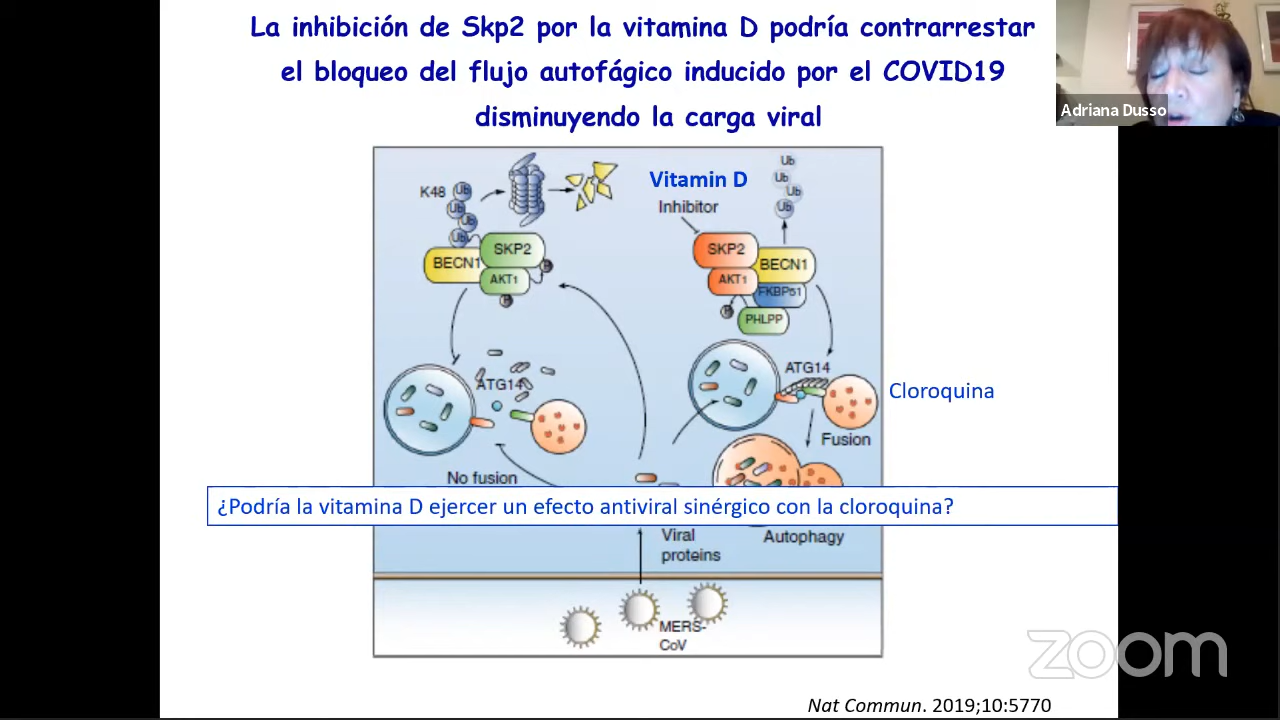 La inhibición de Skp2 por la vitamina D podría contrarrestar
el bloqueo del flujo autofágico inducido por el COVID19
disminuyendo la carga viral
Adriana Dusso
K48
Ub
Ub
Ub
Ub
BECN1
SKP2
AKT1
P
P
ATG14
No fusion
Vitamin D
Inhibitor
Ub
Ub
Ub
Ub
SKP2
BECN1
AKT1
FKBP51
P
PHLPP
ATG14
Cloroquina
Fusion
¿Podría la vitamina D ejercer un efecto antiviral sinérgico con la cloroquina?
Viral
proteins
Autophagy
MERS-
CoV
zoom
Nat Commun. 2019;10:5770